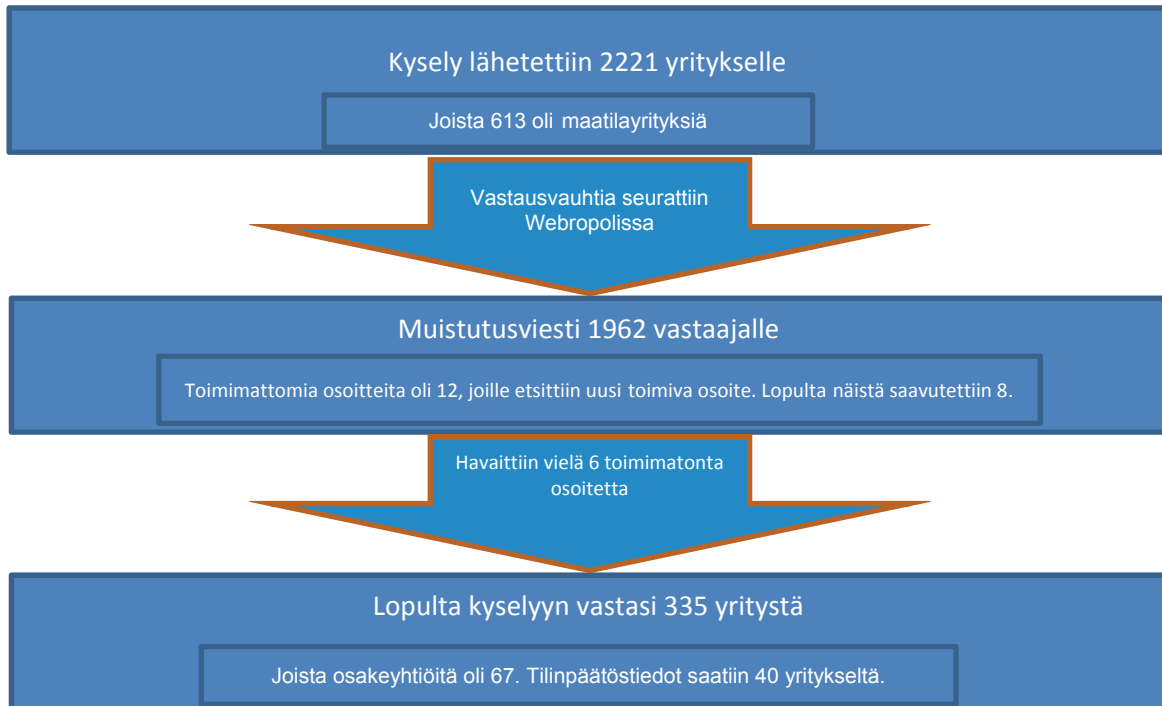 Kysely lähetettiin 2221 yritykselle
Joista 613 oli maatilayrityksiä
Vastausvauhtia seurattiin
Webropolissa
Muistutusviesti 1962 vastaajalle
Toimimattomia osoitteita oli 12, joille etsittiin uusi toimiva osoite. Lopulta näistä saavutettiin 8.
Havaittiin vielä 6 toimimatonta
osoitetta
Lopulta kyselyyn vastasi 335 yritystä
Joista osakeyhtiöitä oli 67. Tilinpäätöstiedot saatiin 40 yritykseltä.